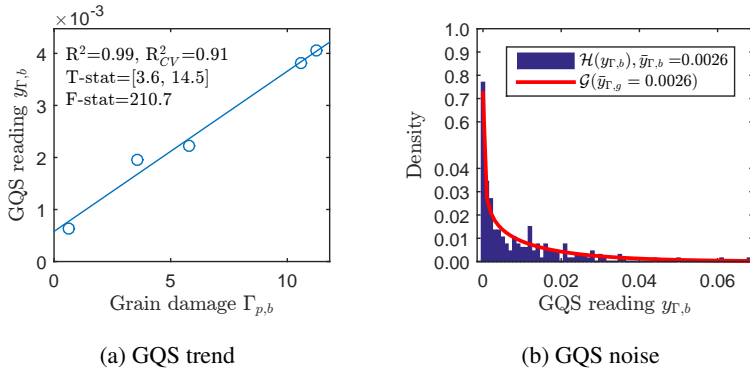 ×10⁻³
R²=0.99, R²_CV=0.91
T-stat=[3.6, 14.5]
F-stat=210.7
GQS reading y_Γ,b
4
3
2
1
0
0 5 10
Grain damage Γ_p,b
(a) GQS trend
H(y_Γ,b), ȳ_Γ,b =0.0026
G(ȳ_Γ,g = 0.0026)
Density
1.0
0.9
0.8
0.7
0.04
0.03
0.02
0.01
0.00
0 0.02 0.04 0.06
GQS reading y_Γ,b
(b) GQS noise